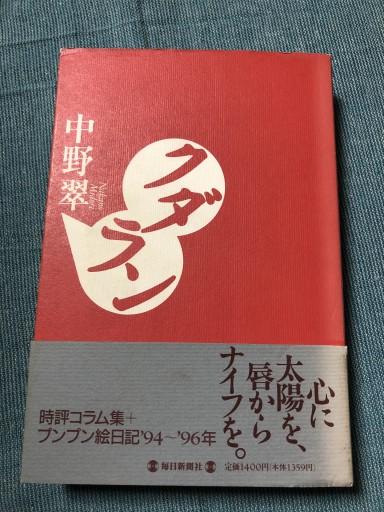 中野翠
Nakano
Midori
クダラン
心に
太陽を、
唇から
ナイフを。
時評コラム集+
ブンブン絵日記'94~'96年
毎日新聞社
定価1400円(本体1359円)